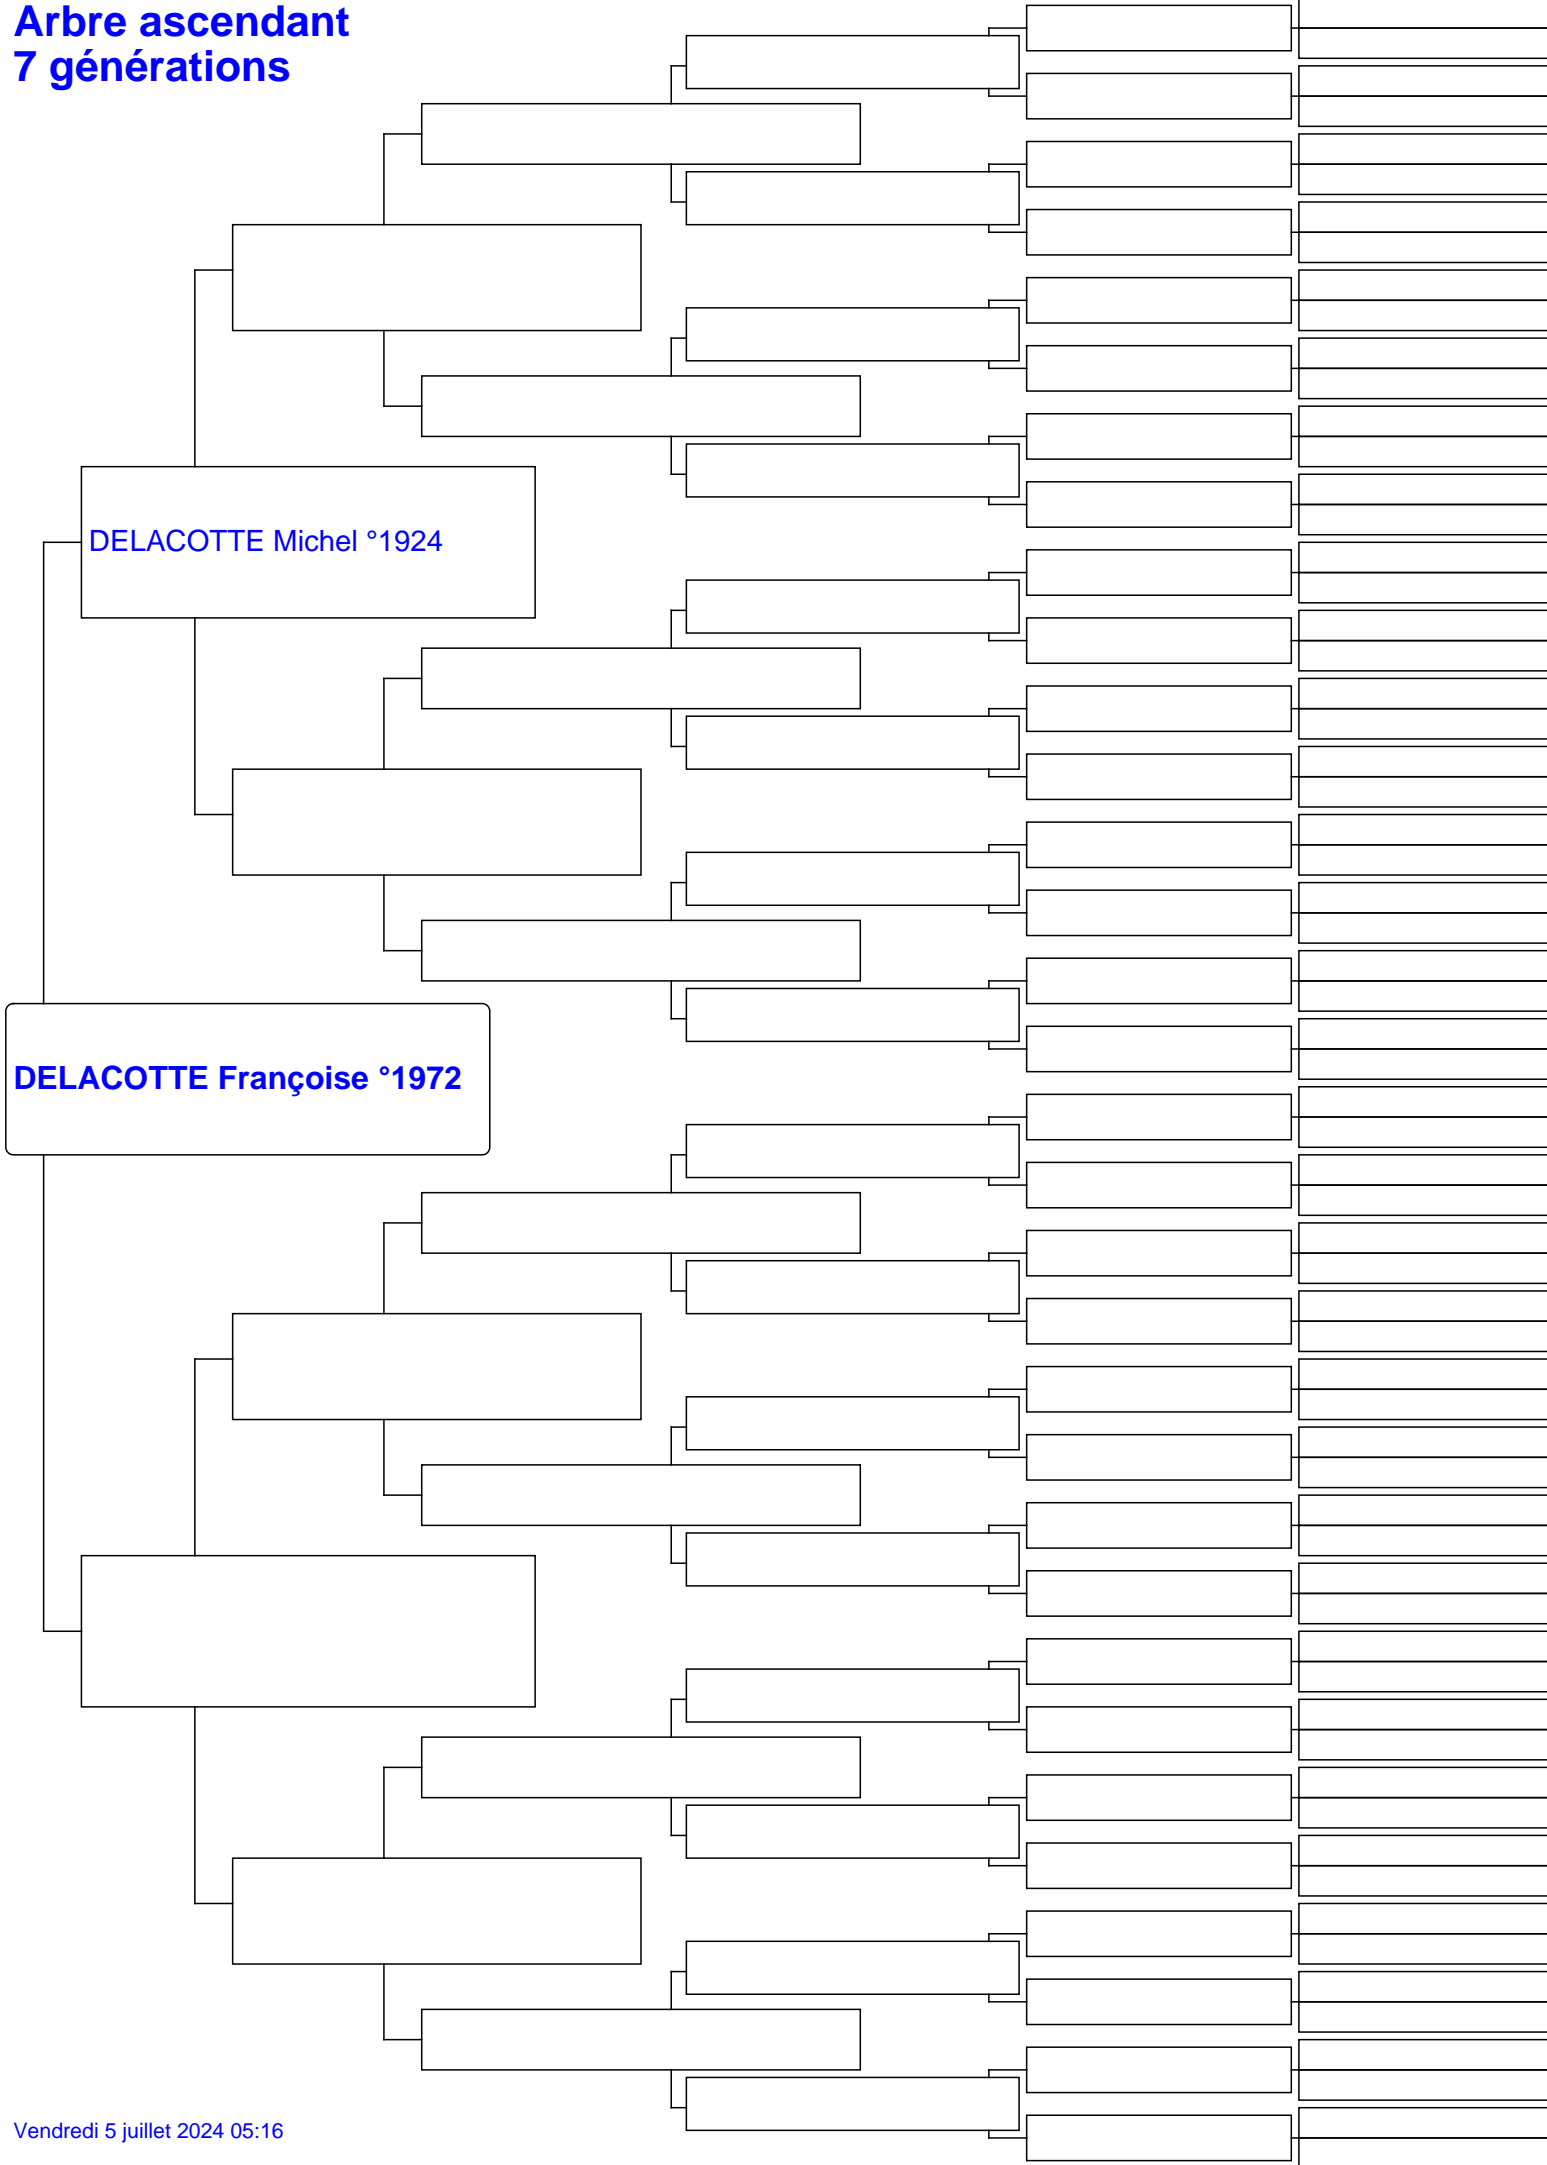 Arbre ascendant
7 générations
DELACOTTE Michel °1924
DELACOTTE Françoise °1972
Vendredi 5 juillet 2024 05:16